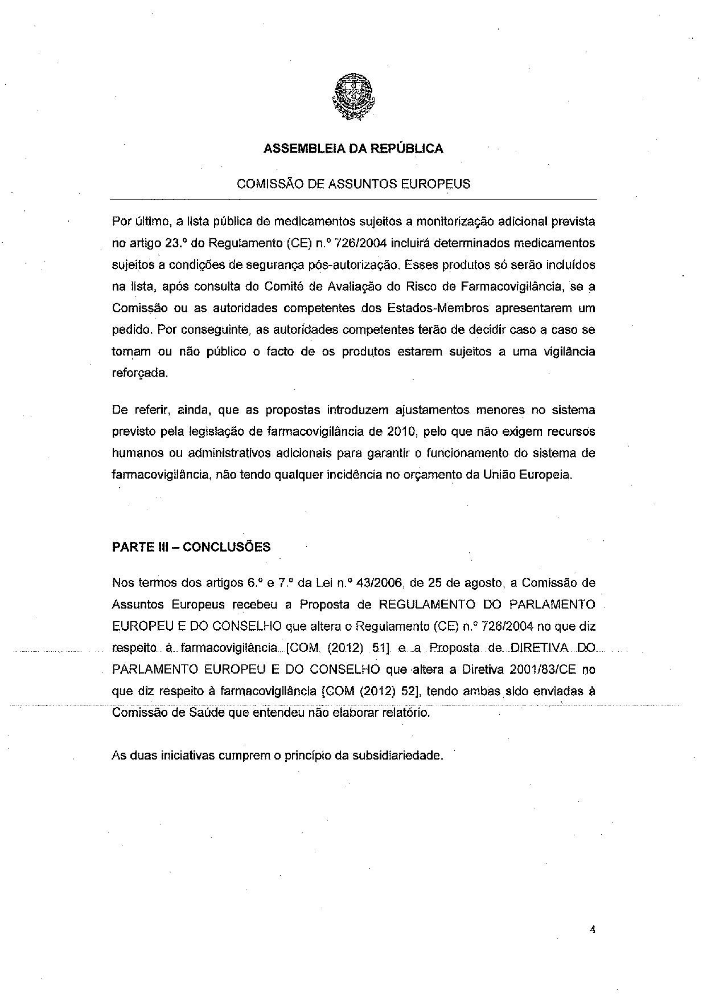 ASSEMBLEIA DA REPÚBLICA
COMISSÃO DE ASSUNTOS EUROPEUS
Por último, a lista pública de medicamentos sujeitos a monitorização adicional prevista
no artigo 23.º do Regulamento (CE) n.º 726/2004 incluirá determinados medicamentos
sujeitos a condições de segurança pós-autorização. Esses produtos só serão incluídos
na lista, após consulta do Comité de Avaliação do Risco de Farmacovigilância, se a
Comissão ou as autoridades competentes dos Estados-Membros apresentarem um
pedido. Por conseguinte, as autoridades competentes terão de decidir caso a caso se
tornam ou não público o facto de os produtos estarem sujeitos a uma vigilância
reforçada.
De referir, ainda, que as propostas introduzem ajustamentos menores no sistema
previsto pela legislação de farmacovigilância de 2010, pelo que não exigem recursos
humanos ou administrativos adicionais para garantir o funcionamento do sistema de
farmacovigilância, não tendo qualquer incidência no orçamento da União Europeia.
PARTE III – CONCLUSÕES
Nos termos dos artigos 6.º e 7.º da Lei n.º 43/2006, de 25 de agosto, a Comissão de
Assuntos Europeus recebeu a Proposta de REGULAMENTO DO PARLAMENTO
EUROPEU E DO CONSELHO que altera o Regulamento (CE) n.º 726/2004 no que diz
respeito à farmacovigilância [COM (2012) 51] e a Proposta de DIRETIVA DO
PARLAMENTO EUROPEU E DO CONSELHO que altera a Diretiva 2001/83/CE no
que diz respeito à farmacovigilância [COM (2012) 52], tendo ambas sido enviadas à
Comissão de Saúde que entendeu não elaborar relatório.
As duas iniciativas cumprem o princípio da subsidiariedade.
4